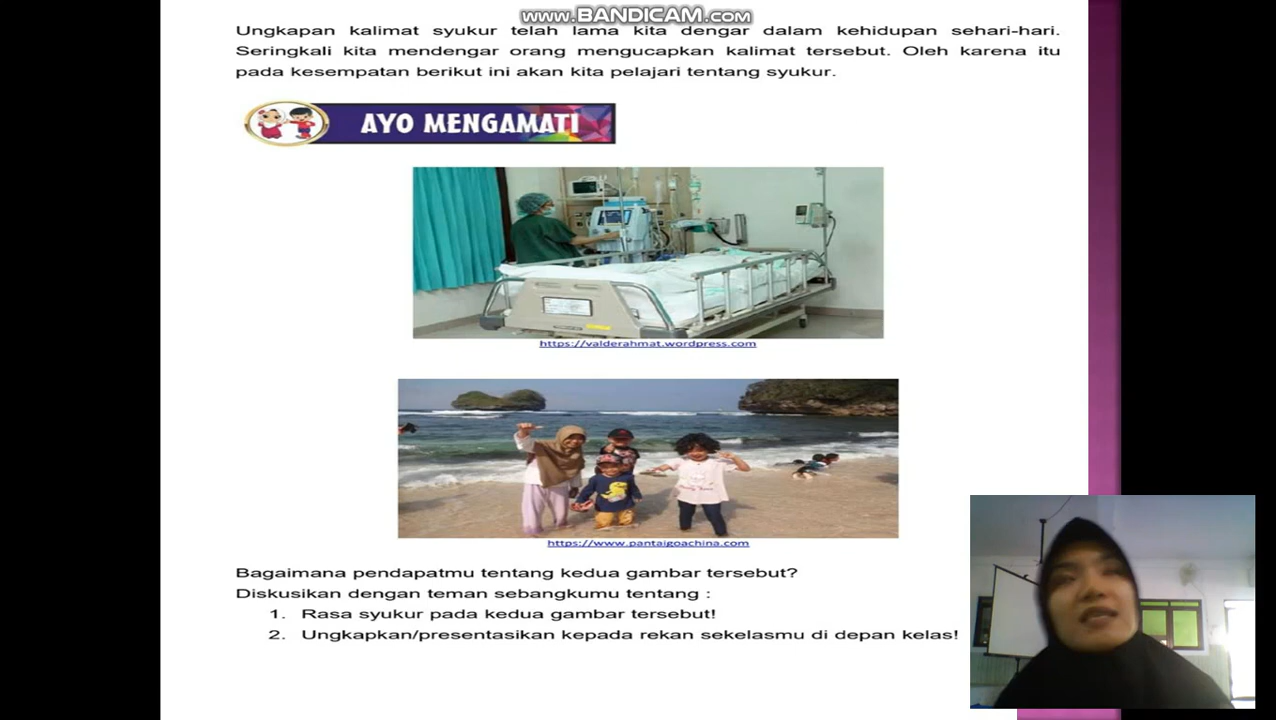 www.BANDICAM.com
Ungkapan kalimat syukur telah lama kita dengar dalam kehidupan sehari-hari.
Seringkali kita mendengar orang mengucapkan kalimat tersebut. Oleh karena itu
pada kesempatan berikut ini akan kita pelajari tentang syukur.
AYO MENGAMATI
https://valderahmat.wordpress.com
https://www.pantaigoachina.com
Bagaimana pendapatmu tentang kedua gambar tersebut?
Diskusikan dengan teman sebangkumu tentang :
1. Rasa syukur pada kedua gambar tersebut!
2. Ungkapkan/presentasikan kepada rekan sekelasmu di depan kelas!